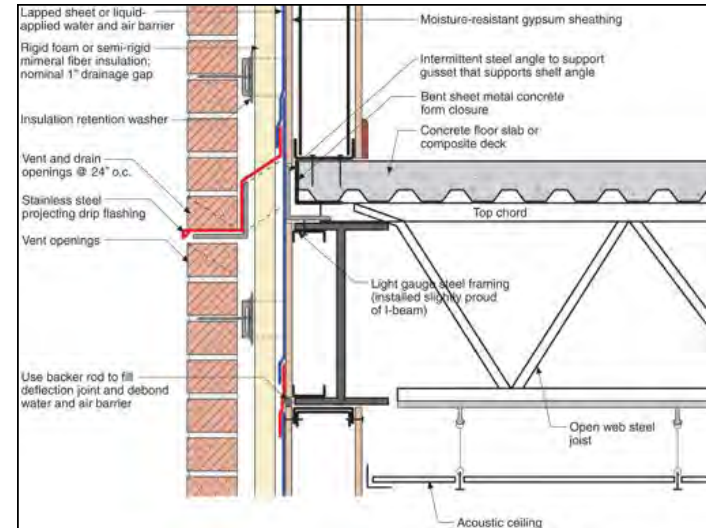 Lapped sheet or liquid-
applied water and air barrier
Rigid foam or semi-rigid
mimeral fiber insulation;
nominal 1" drainage gap
Insulation retention washer
Vent and drain
openings @ 24" o.c.
Stainless steel
projecting drip flashing
Vent openings
Use backer rod to fill
deflection joint and debond
water and air barrier
Moisture-resistant gypsum sheathing
Intermittent steel angle to support
gusset that supports shelf angle
Bent sheet metal concrete
form closure
Concrete floor slab or
composite deck
Top chord
Light gauge steel framing
(installed slightly proud
of I-beam)
Open web steel
joist
Acoustic ceiling